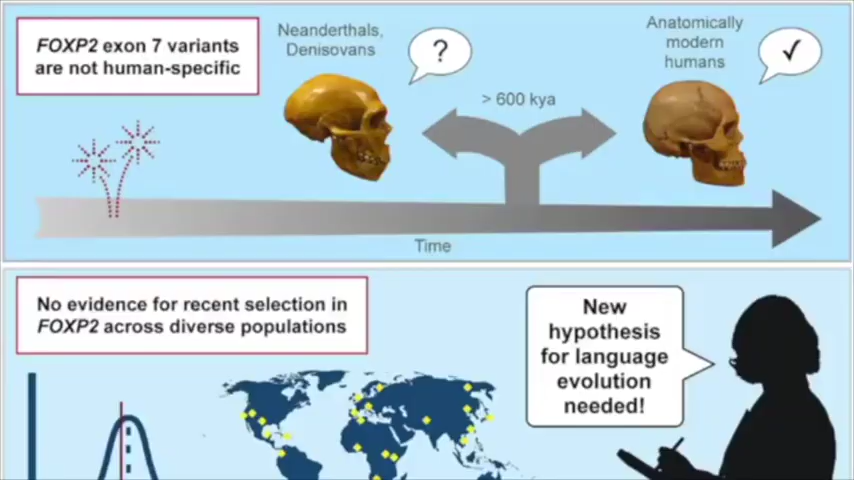 FOXP2 exon 7 variants
are not human-specific
Neanderthals,
Denisovans
?
> 600 kya
Anatomically
modern
humans
✓
Time
No evidence for recent selection in
FOXP2 across diverse populations
New
hypothesis
for language
evolution
needed!